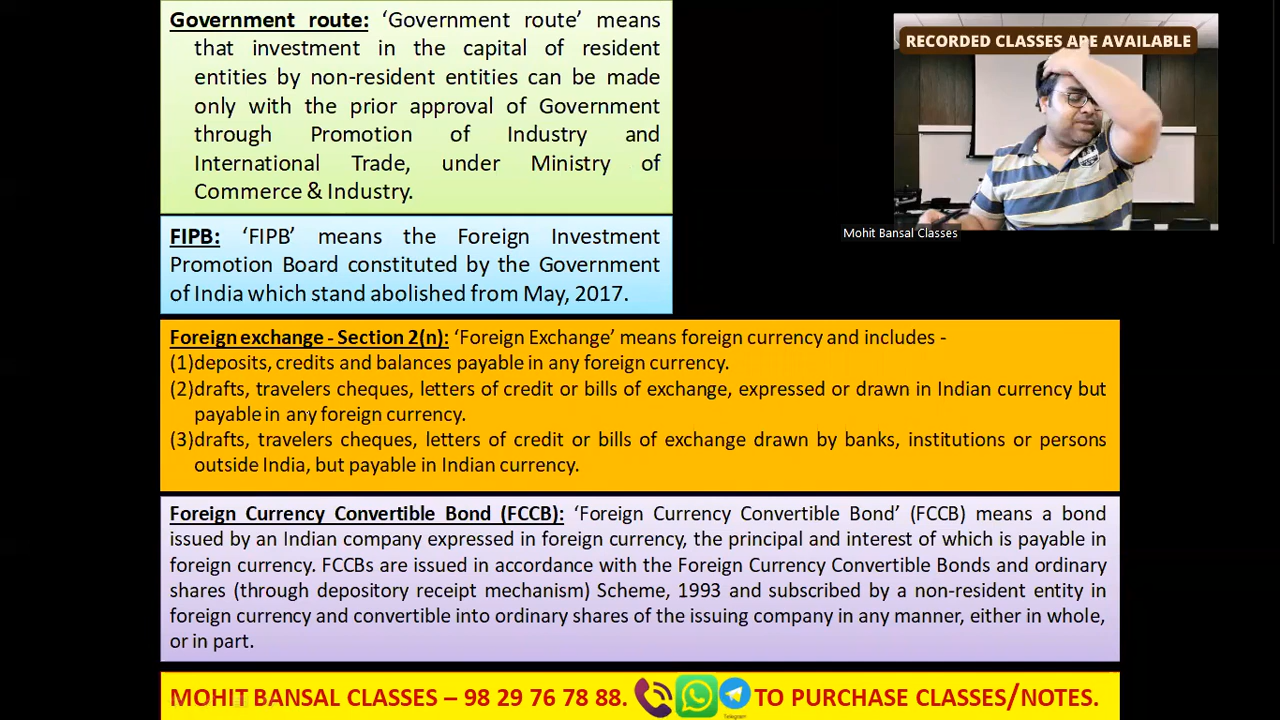 Government route: ‘Government route’ means
that investment in the capital of resident
entities by non-resident entities can be made
only with the prior approval of Government
through Promotion of Industry and
International Trade, under Ministry of
Commerce & Industry.
RECORDED CLASSES ARE AVAILABLE
Mohit Bansal Classes
FIPB: ‘FIPB’ means the Foreign Investment
Promotion Board constituted by the Government
of India which stand abolished from May, 2017.
Foreign exchange - Section 2(n): ‘Foreign Exchange’ means foreign currency and includes -
(1)deposits, credits and balances payable in any foreign currency.
(2)drafts, travelers cheques, letters of credit or bills of exchange, expressed or drawn in Indian currency but
payable in any foreign currency.
(3)drafts, travelers cheques, letters of credit or bills of exchange drawn by banks, institutions or persons
outside India, but payable in Indian currency.
Foreign Currency Convertible Bond (FCCB): ‘Foreign Currency Convertible Bond’ (FCCB) means a bond
issued by an Indian company expressed in foreign currency, the principal and interest of which is payable in
foreign currency. FCCBs are issued in accordance with the Foreign Currency Convertible Bonds and ordinary
shares (through depository receipt mechanism) Scheme, 1993 and subscribed by a non-resident entity in
foreign currency and convertible into ordinary shares of the issuing company in any manner, either in whole,
or in part.
MOHIT BANSAL CLASSES – 98 29 76 78 88. TO PURCHASE CLASSES/NOTES.
Telegram